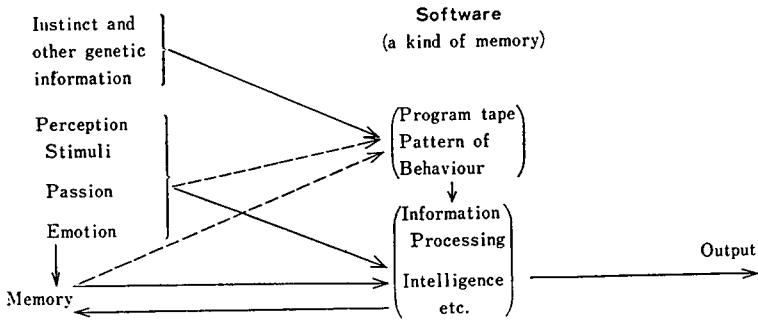 Instinct and
other genetic
information
Software
(a kind of memory)
Perception
Stimuli
Passion
Emotion
Memory
Program tape
Pattern of
Behaviour
Information
Processing
Intelligence
etc.
Output